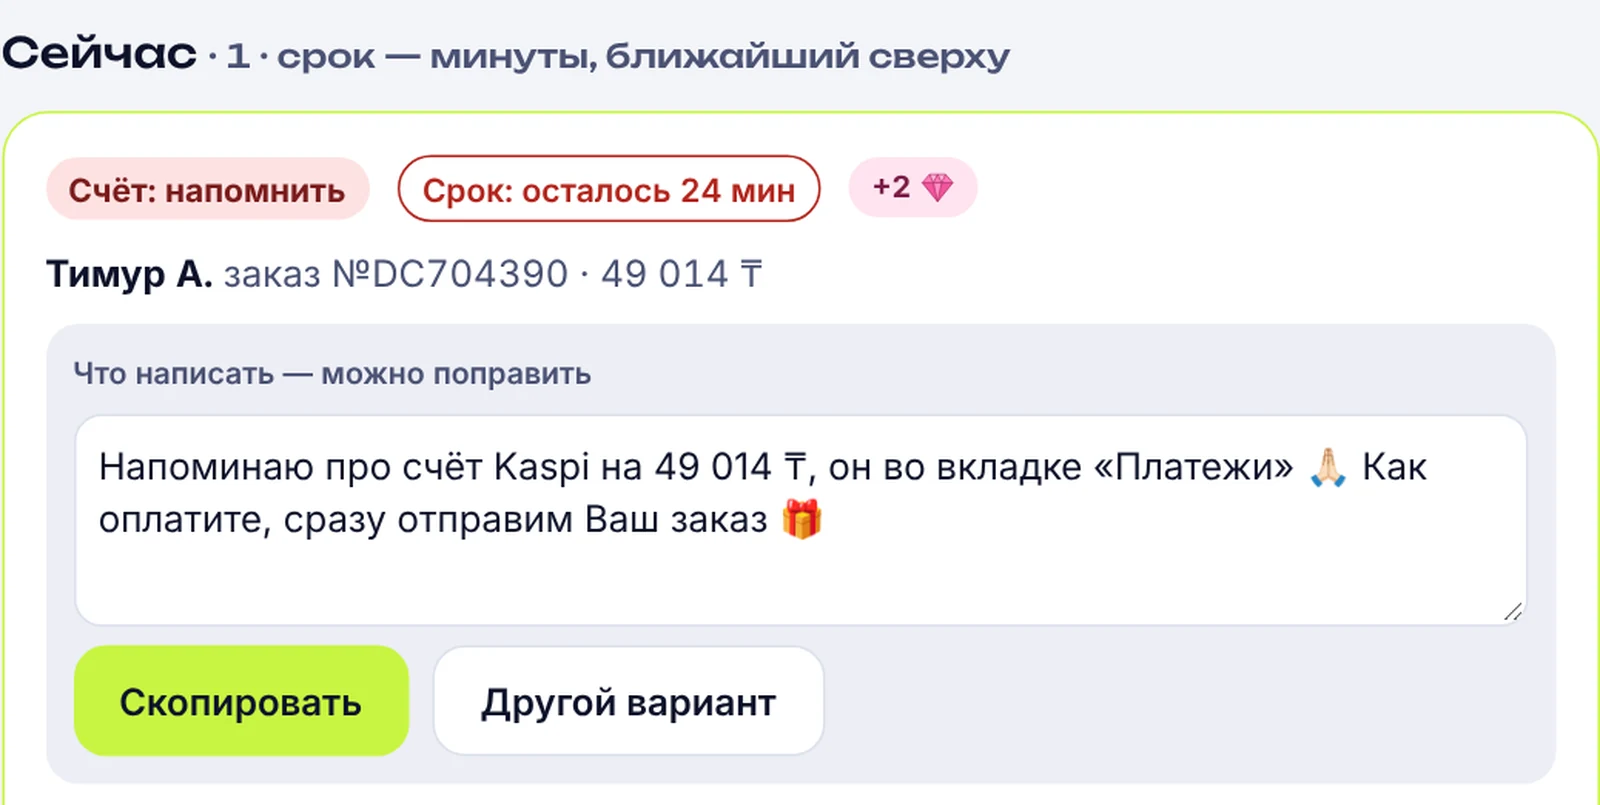 Сейчас · 1 · срок — минуты, ближайший сверху
Счёт: напомнить
Срок: осталось 24 мин
+2 💎
Тимур А. заказ №DC704390 · 49 014 ₸
Что написать — можно поправить
Напоминаю про счёт Kaspi на 49 014 ₸, он во вкладке «Платежи» 🙏🏻 Как
оплатите, сразу отправим Ваш заказ 🎁
Скопировать
Другой вариант